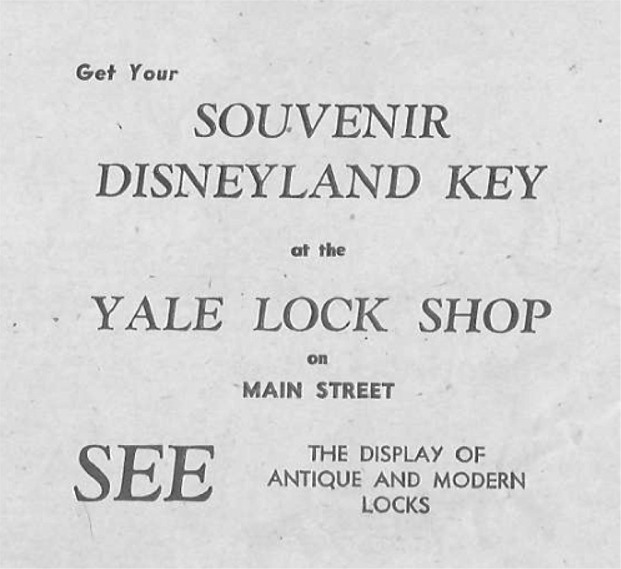 Get Your
SOUVENIR
DISNEYLAND KEY
at the
YALE LOCK SHOP
on
MAIN STREET
SEE THE DISPLAY OF
ANTIQUE AND MODERN
LOCKS